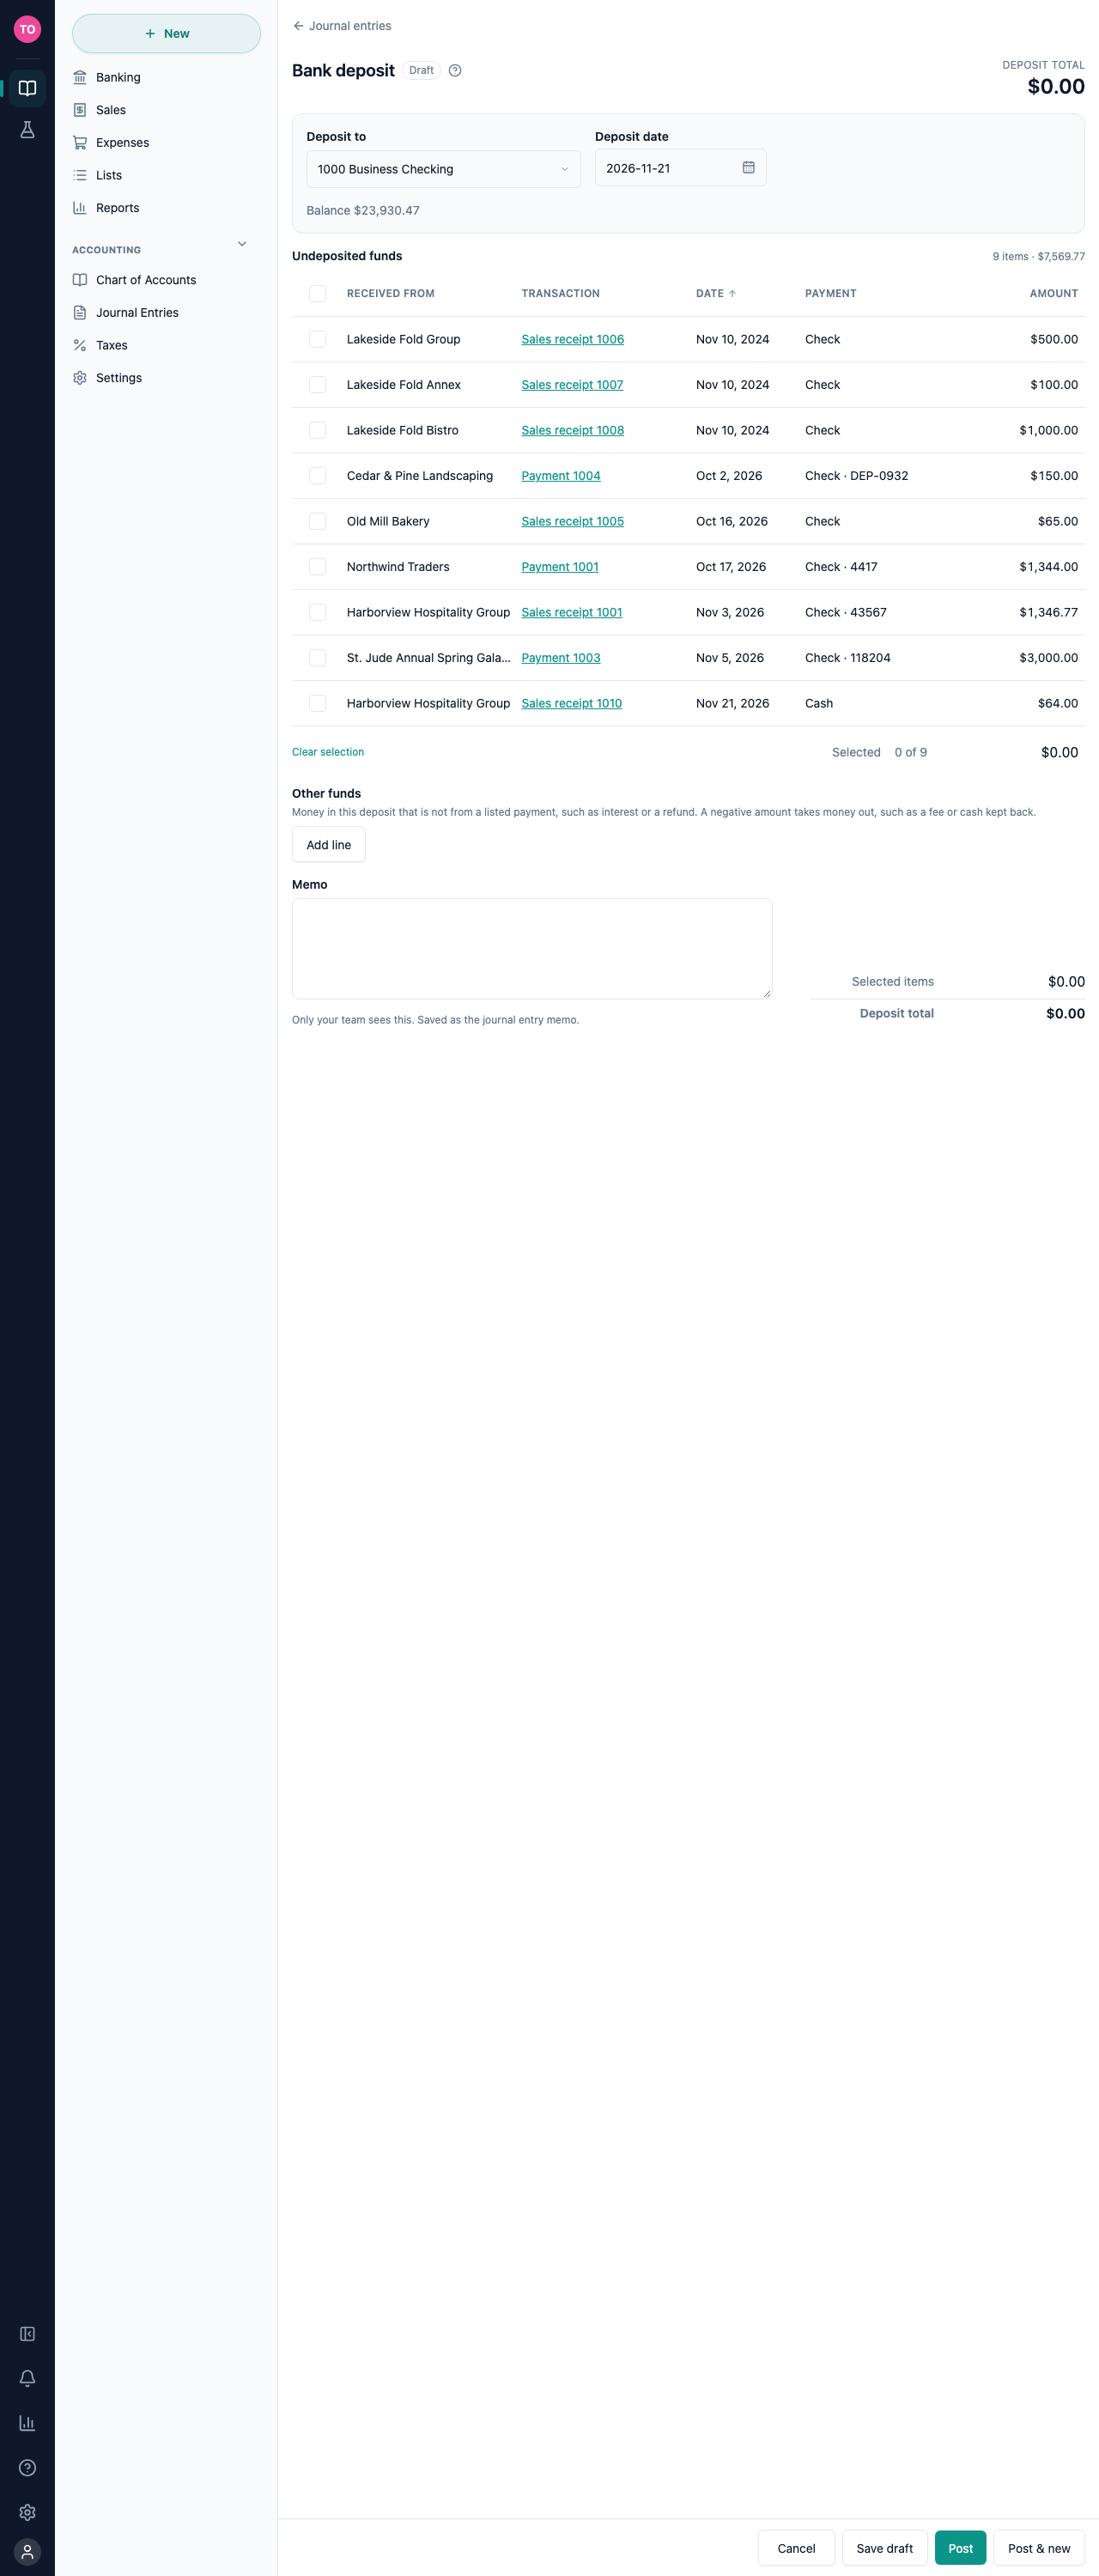 TO
New
Banking
Sales
Expenses
Lists
Reports
ACCOUNTING
Chart of Accounts
Journal Entries
Taxes
Settings
Journal entries
Bank deposit Draft
DEPOSIT TOTAL
$0.00
Deposit to Deposit date
1000 Business Checking 2026-11-21
Balance $23,930.47
Undeposited funds 9 items · $7,569.77
RECEIVED FROM TRANSACTION DATE PAYMENT AMOUNT
Lakeside Fold Group Sales receipt 1006 Nov 10, 2024 Check $500.00
Lakeside Fold Annex Sales receipt 1007 Nov 10, 2024 Check $100.00
Lakeside Fold Bistro Sales receipt 1008 Nov 10, 2024 Check $1,000.00
Cedar & Pine Landscaping Payment 1004 Oct 2, 2026 Check · DEP-0932 $150.00
Old Mill Bakery Sales receipt 1005 Oct 16, 2026 Check $65.00
Northwind Traders Payment 1001 Oct 17, 2026 Check · 4417 $1,344.00
Harborview Hospitality Group Sales receipt 1001 Nov 3, 2026 Check · 43567 $1,346.77
St. Jude Annual Spring Gala... Payment 1003 Nov 5, 2026 Check · 118204 $3,000.00
Harborview Hospitality Group Sales receipt 1010 Nov 21, 2026 Cash $64.00
Clear selection Selected 0 of 9 $0.00
Other funds
Money in this deposit that is not from a listed payment, such as interest or a refund. A negative amount takes money out, such as a fee or cash kept back.
Add line
Memo
Selected items $0.00
Deposit total $0.00
Only your team sees this. Saved as the journal entry memo.
Cancel Save draft Post Post & new